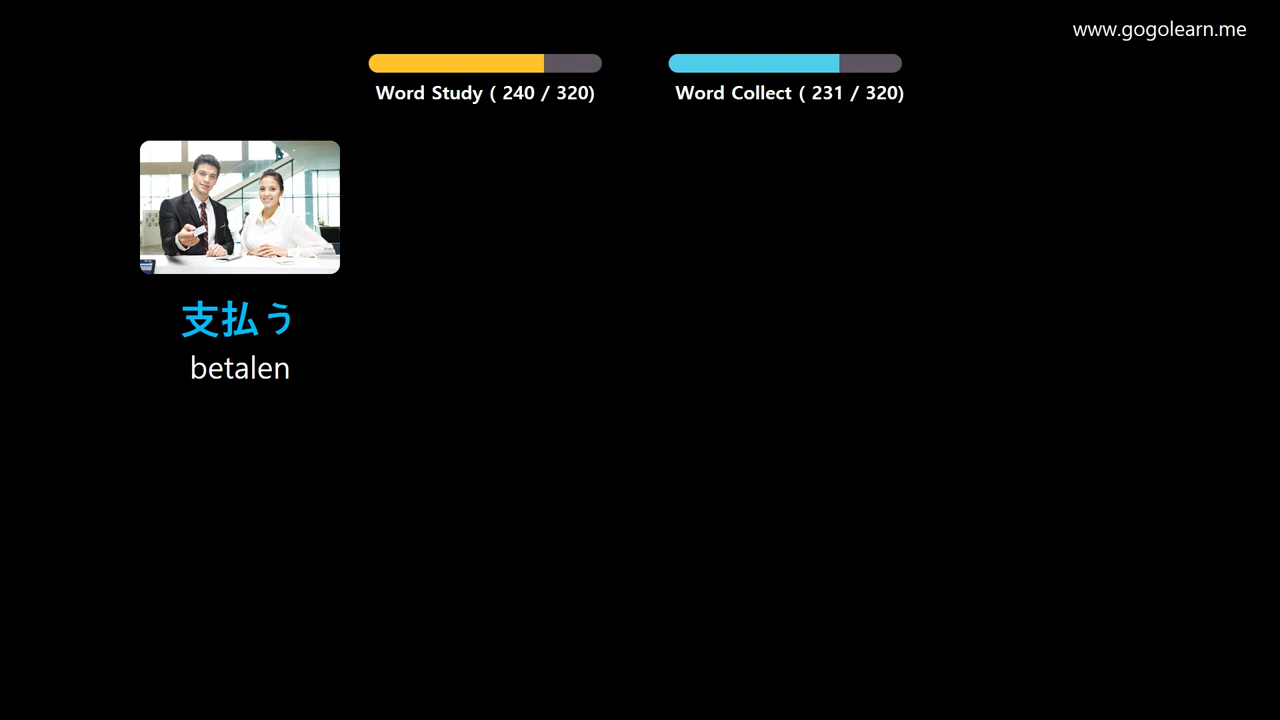 www.gogolearn.me
Word Study ( 240 / 320)
Word Collect ( 231 / 320)
支払う
betalen